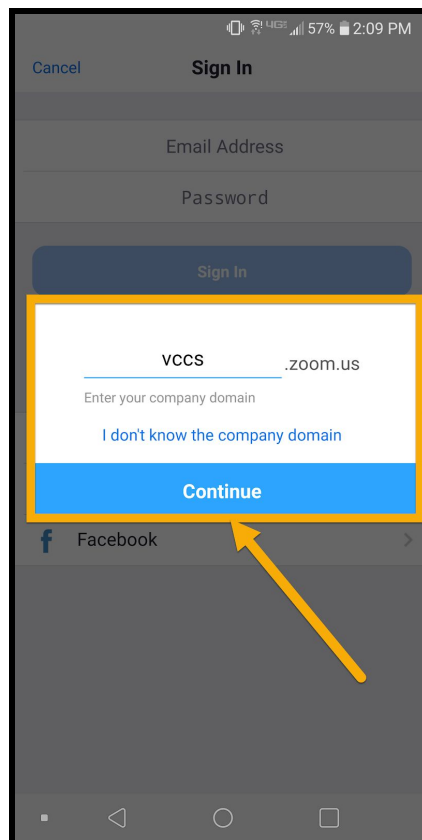 4GE 57% 2:09 PM
Cancel Sign In
Email Address
Password
Sign In
vccs .zoom.us
Enter your company domain
I don't know the company domain
Continue
f Facebook